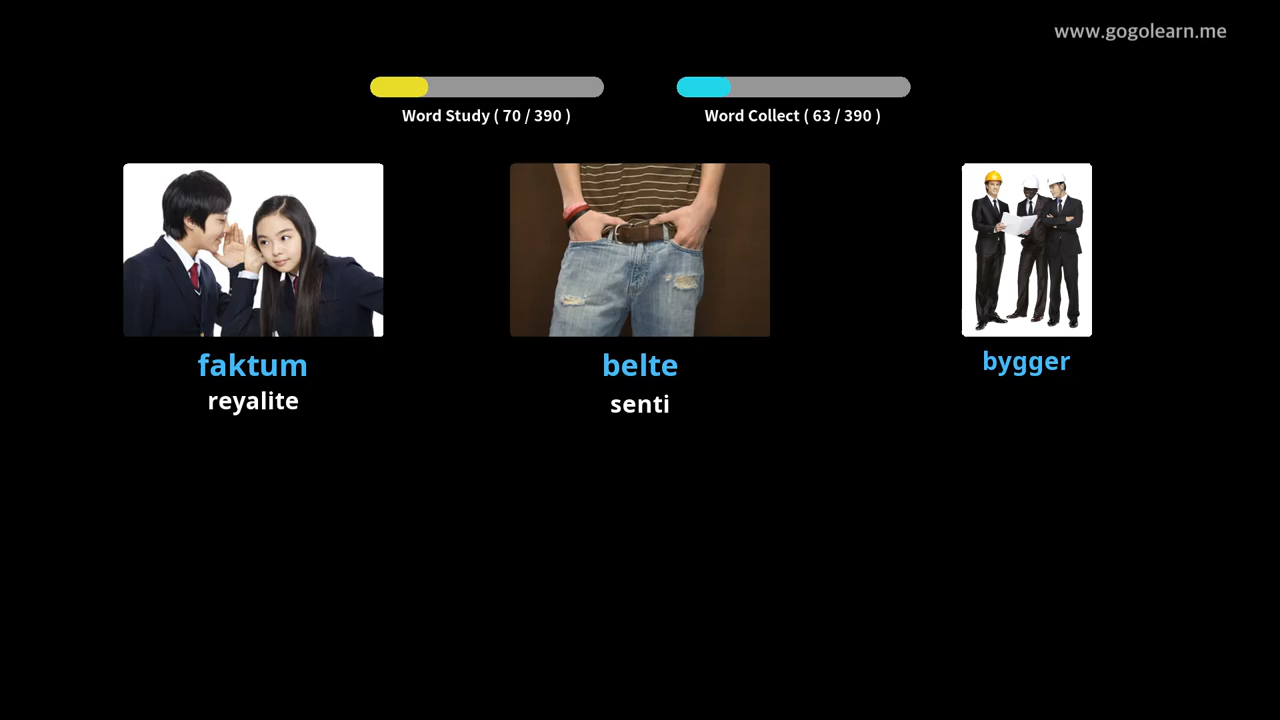 www.gogolearn.me
Word Study ( 70 / 390 )
Word Collect ( 63 / 390 )
faktum
reyalite
belte
senti
bygger